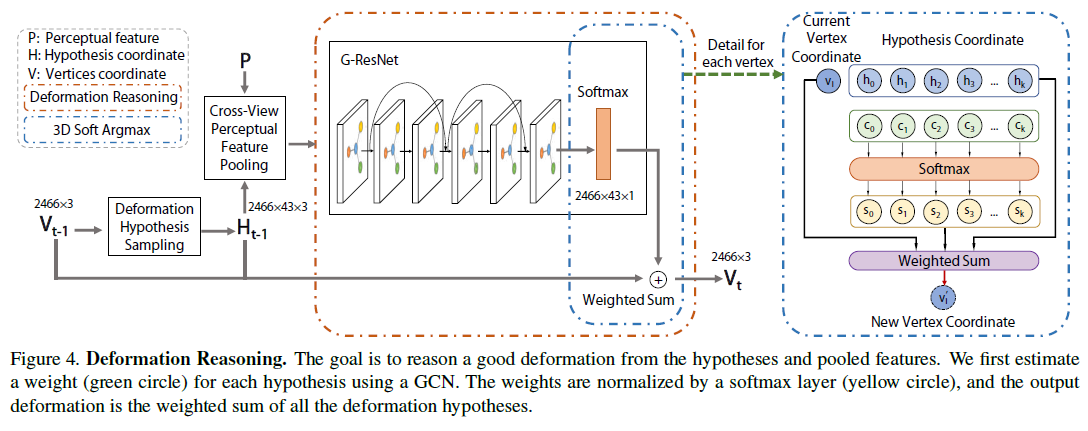 P: Perceptual feature
H: Hypothesis coordinate
V: Vertices coordinate
Deformation Reasoning
3D Soft Argmax
P
Cross-View
Perceptual
Feature
Pooling
2466×3
V_t-1
Deformation
Hypothesis
Sampling
2466×43×3
H_t-1
G-ResNet
Softmax
2466×43×1
Weighted Sum
+
2466×3
V_t
Detail for
each vertex
Current
Vertex
Coordinate
Hypothesis Coordinate
v_i h_0 h_1 h_2 h_3 ... h_k
c_0 c_1 c_2 c_3 ... c_k
Softmax
s_0 s_1 s_2 s_3 ... s_k
Weighted Sum
v_i'
New Vertex Coordinate
Figure 4. Deformation Reasoning. The goal is to reason a good deformation from the hypotheses and pooled features. We first estimate
a weight (green circle) for each hypothesis using a GCN. The weights are normalized by a softmax layer (yellow circle), and the output
deformation is the weighted sum of all the deformation hypotheses.